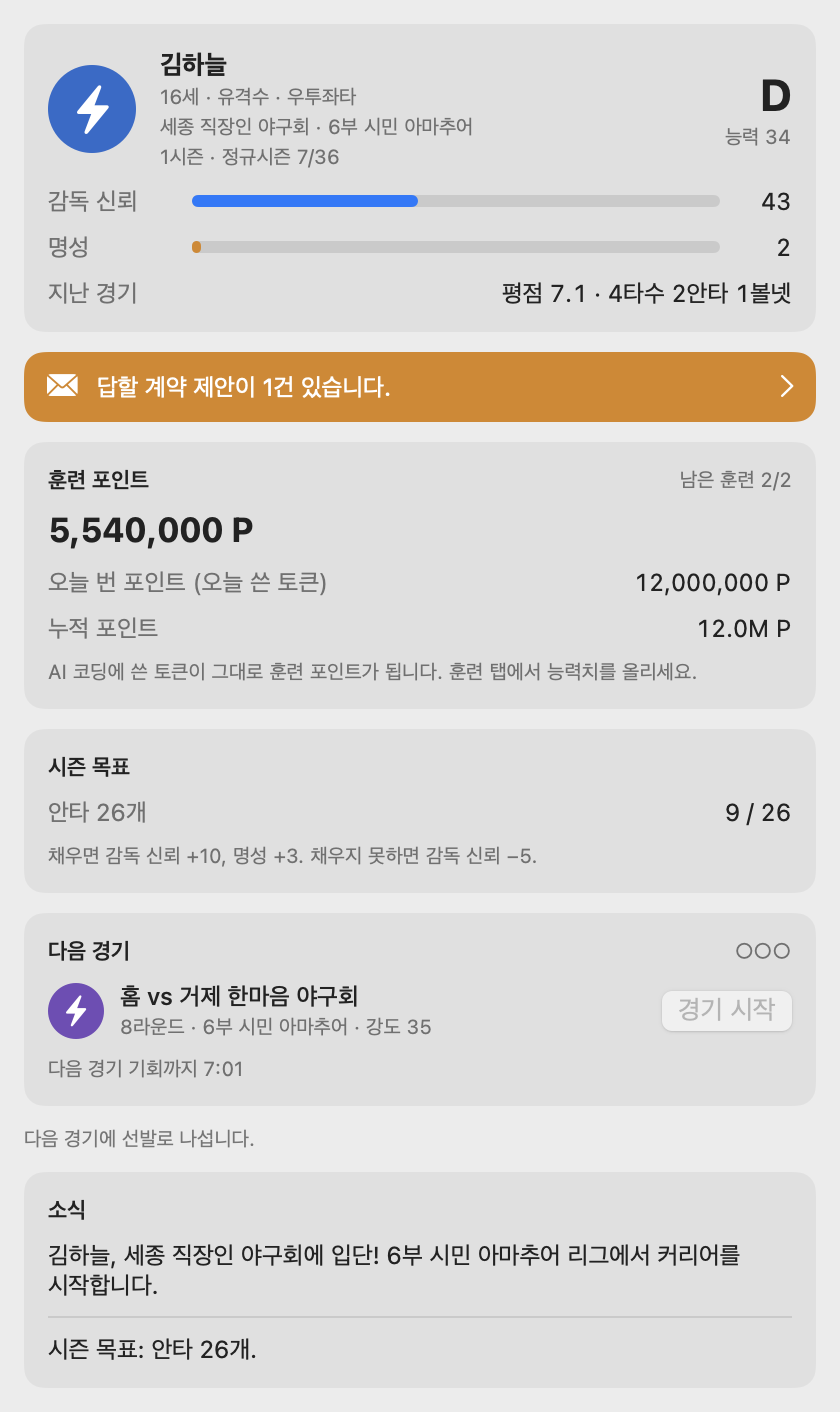 김하늘
16세 · 유격수 · 우투좌타
세종 직장인 야구회 · 6부 시민 아마추어
1시즌 · 정규시즌 7/36
D
능력 34
감독 신뢰 43
명성 2
지난 경기 평점 7.1 · 4타수 2안타 1볼넷
답할 계약 제안이 1건 있습니다.
훈련 포인트 남은 훈련 2/2
5,540,000 P
오늘 번 포인트 (오늘 쓴 토큰) 12,000,000 P
누적 포인트 12.0M P
AI 코딩에 쓴 토큰이 그대로 훈련 포인트가 됩니다. 훈련 탭에서 능력치를 올리세요.
시즌 목표
안타 26개 9 / 26
채우면 감독 신뢰 +10, 명성 +3. 채우지 못하면 감독 신뢰 −5.
다음 경기
홈 vs 거제 한마음 야구회
8라운드 · 6부 시민 아마추어 · 강도 35
경기 시작
다음 경기 기회까지 7:01
다음 경기에 선발로 나섭니다.
소식
김하늘, 세종 직장인 야구회에 입단! 6부 시민 아마추어 리그에서 커리어를
시작합니다.
시즌 목표: 안타 26개.